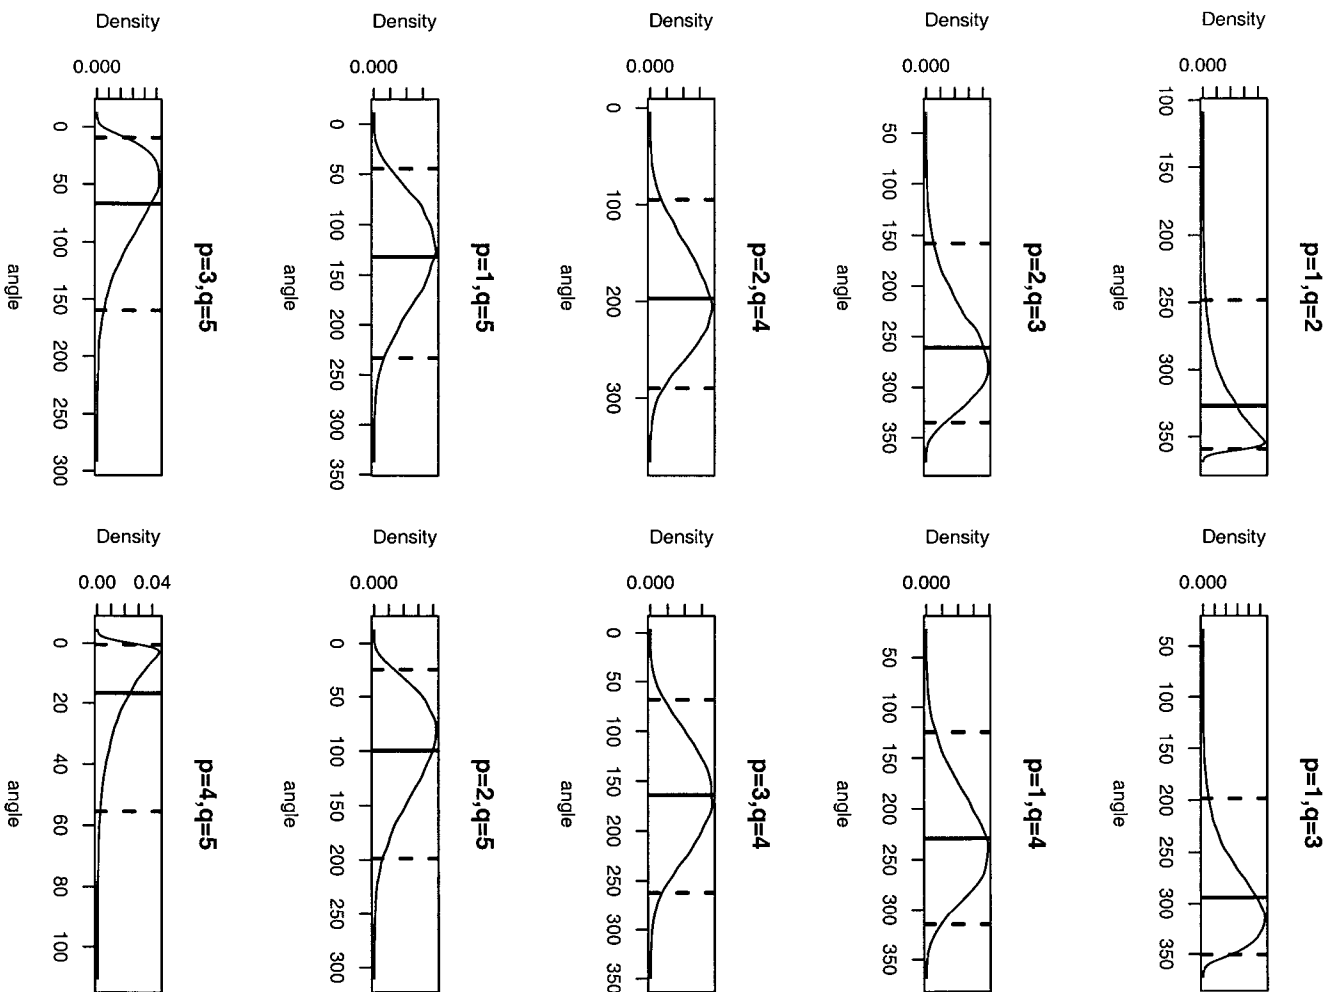 p=1,q=2
Density
0.000
100 150 200 250 300 350
angle
p=1,q=3
Density
0.000
50 100 150 200 250 300 350
angle
p=2,q=3
Density
0.000
50 100 150 200 250 300 350
angle
p=1,q=4
Density
0.000
50 100 150 200 250 300 350
angle
p=2,q=4
Density
0.000
0 100 200 300
angle
p=3,q=4
Density
0.000
0 50 100 150 200 250 300 350
angle
p=1,q=5
Density
0.000
0 50 100 150 200 250 300 350
angle
p=2,q=5
Density
0.000
0 50 100 150 200 250 300
angle
p=3,q=5
Density
0.000
0 50 100 150 200 250 300
angle
p=4,q=5
Density
0.00 0.04
0 20 40 60 80 100
angle